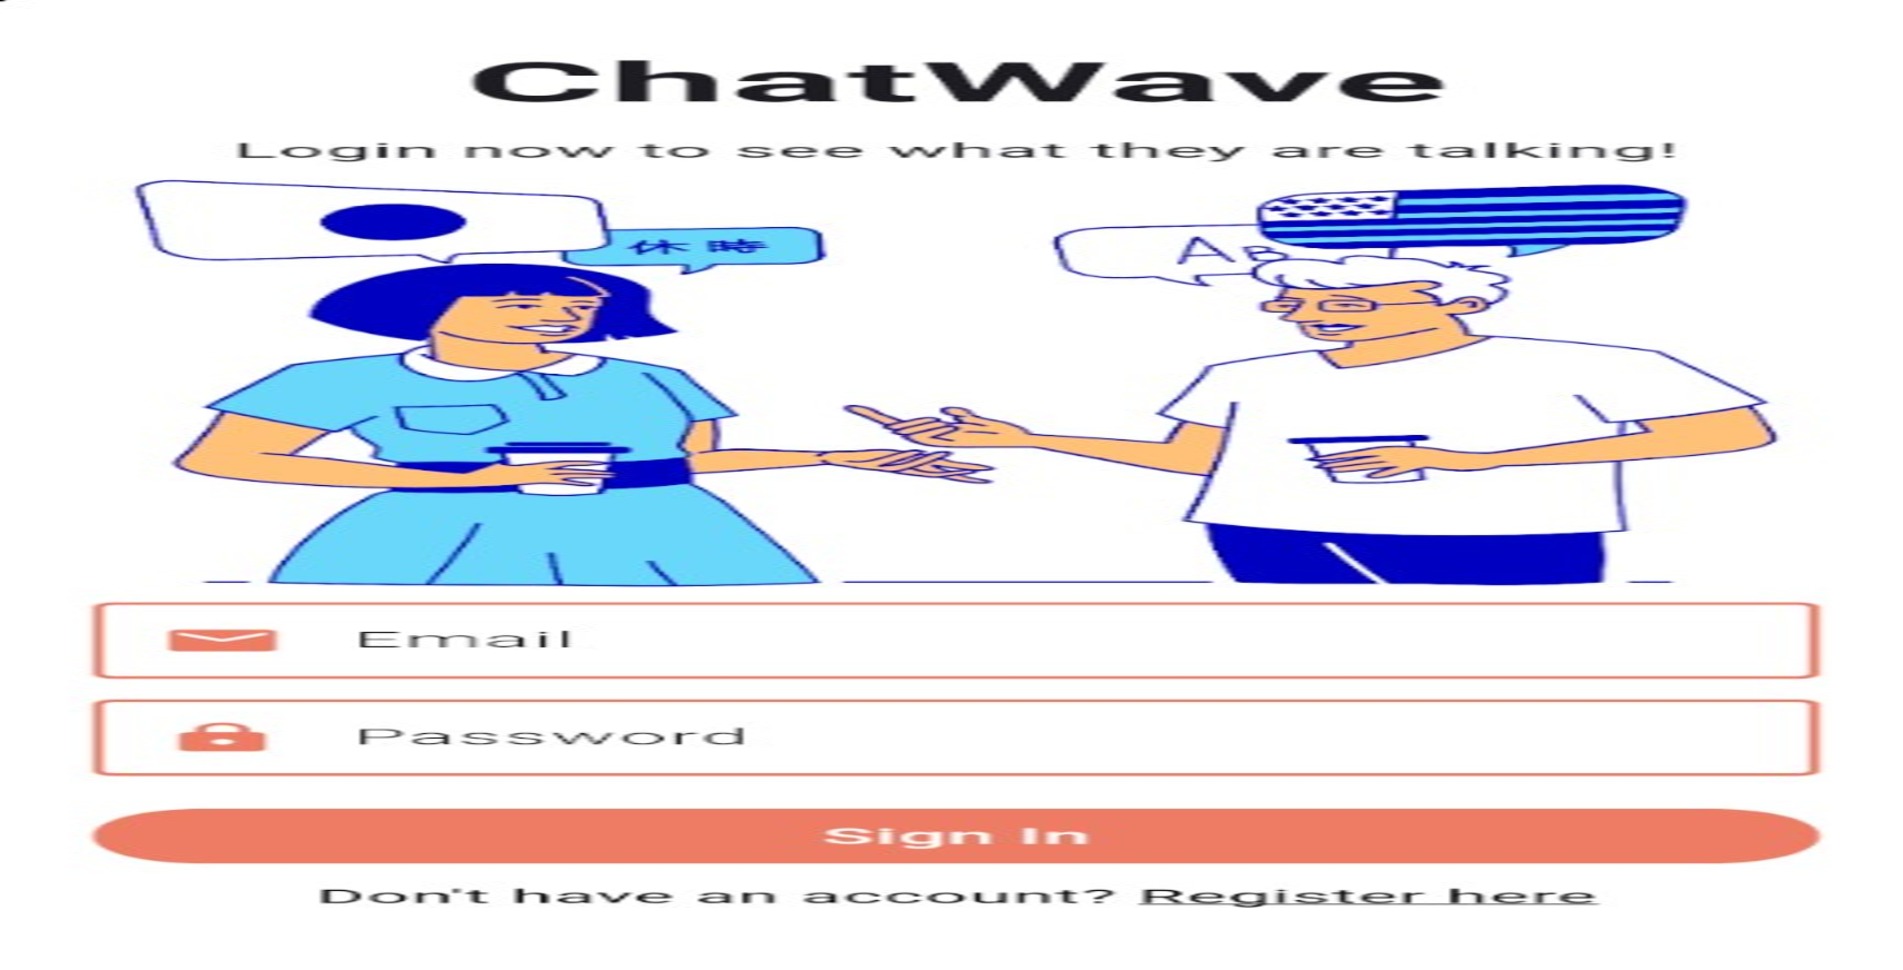 ChatWave
Login now to see what they are talking!
休 時
AB
Email
Password
Sign In
Don't have an account? Register here